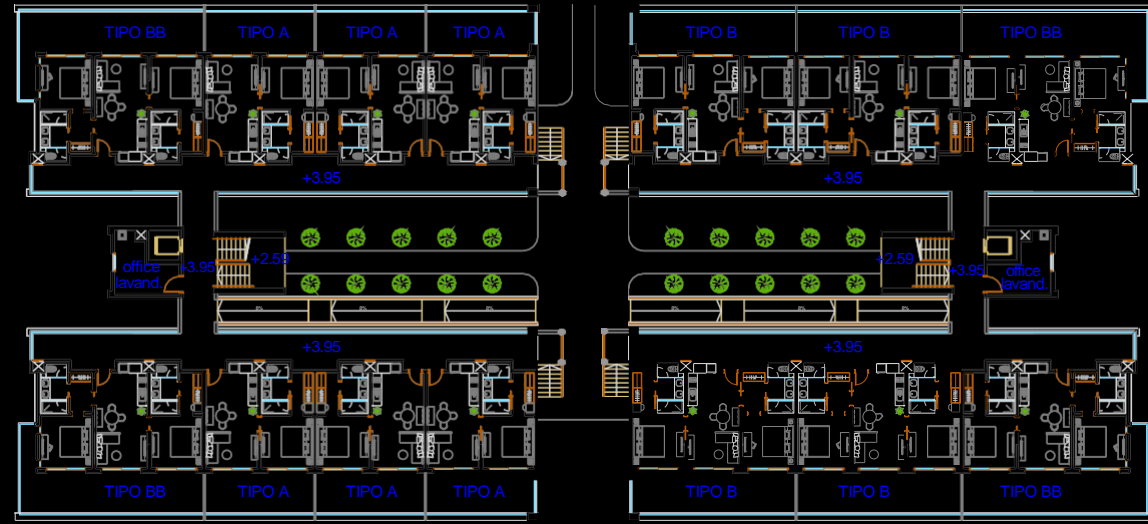 TIPO BB TIPO A TIPO A TIPO A TIPO B TIPO B TIPO BB
+3.95 +3.95
+3.95 +2.59 +2.59 +3.95
office office
lavand. lavand.
+3.95 +3.95
TIPO BB TIPO A TIPO A TIPO A TIPO B TIPO B TIPO BB